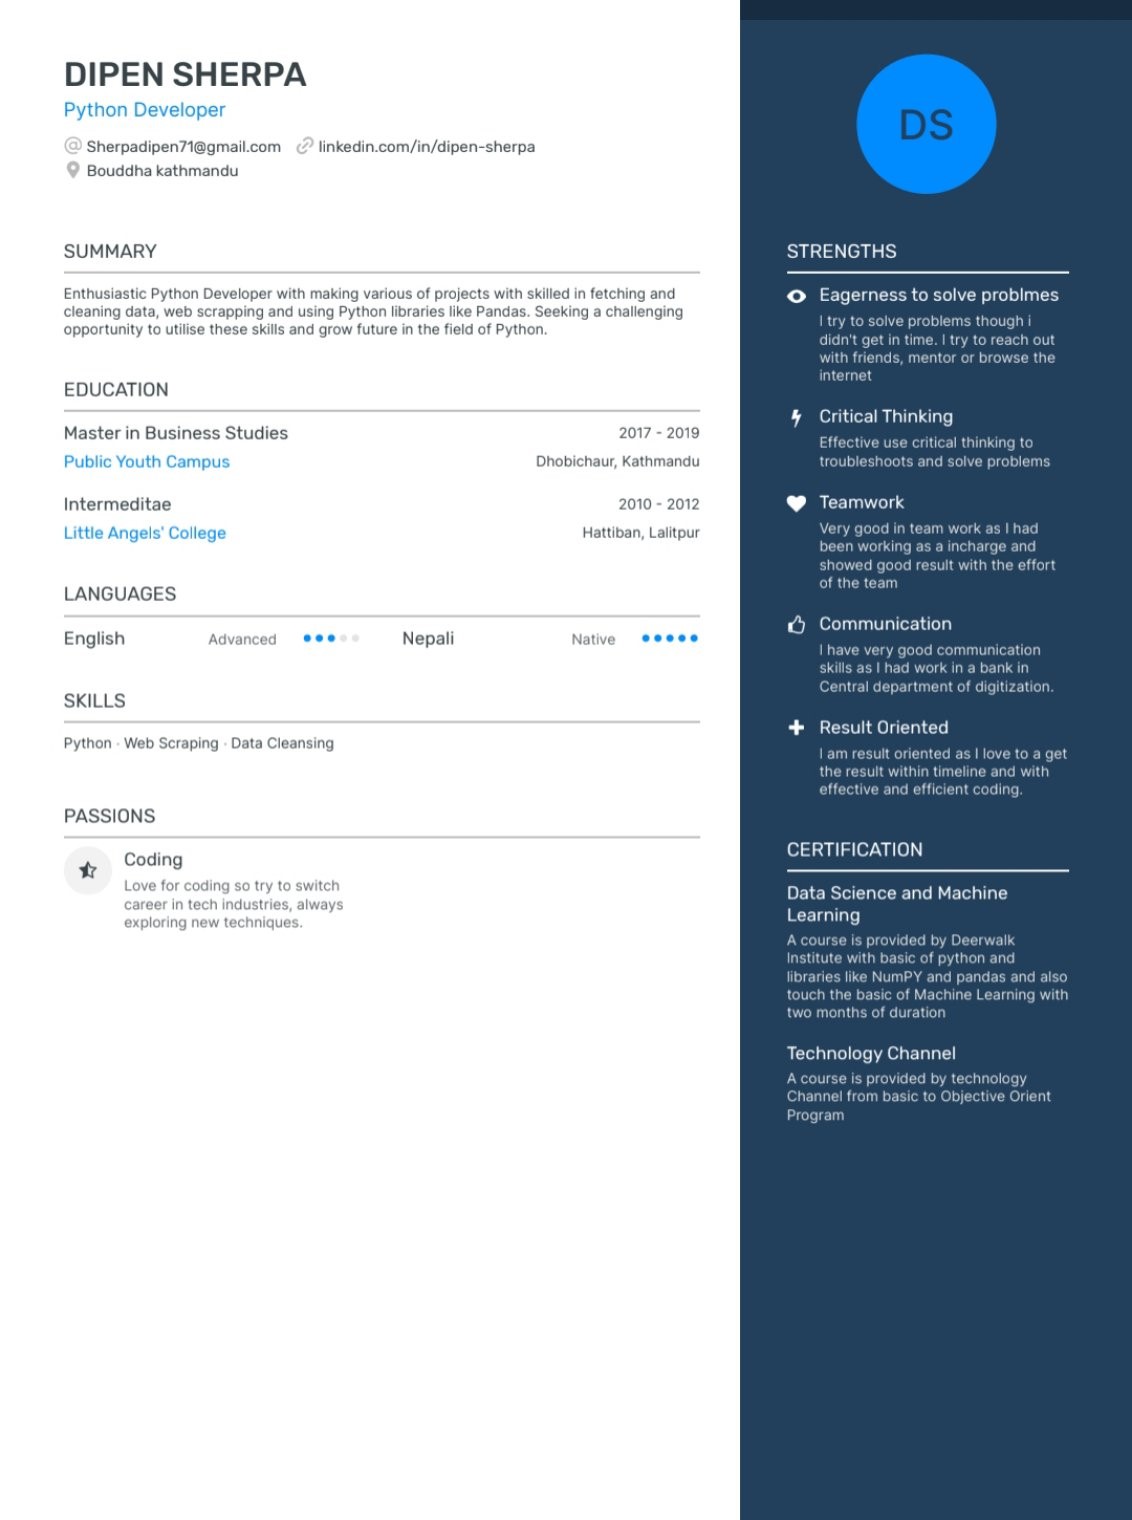 DIPEN SHERPA
Python Developer
Sherpadipen71@gmail.com linkedin.com/in/dipen-sherpa
Bouddha kathmandu
SUMMARY
Enthusiastic Python Developer with making various of projects with skilled in fetching and
cleaning data, web scrapping and using Python libraries like Pandas. Seeking a challenging
opportunity to utilise these skills and grow future in the field of Python.
EDUCATION
Master in Business Studies 2017 - 2019
Public Youth Campus Dhobichaur, Kathmandu
Intermeditae 2010 - 2012
Little Angels' College Hattiban, Lalitpur
LANGUAGES
English Advanced Nepali Native
SKILLS
Python · Web Scraping · Data Cleansing
PASSIONS
Coding
Love for coding so try to switch
career in tech industries, always
exploring new techniques.
DS
STRENGTHS
Eagerness to solve problmes
I try to solve problems though i
didn't get in time. I try to reach out
with friends, mentor or browse the
internet
Critical Thinking
Effective use critical thinking to
troubleshoots and solve problems
Teamwork
Very good in team work as I had
been working as a incharge and
showed good result with the effort
of the team
Communication
I have very good communication
skills as I had work in a bank in
Central department of digitization.
Result Oriented
I am result oriented as I love to a get
the result within timeline and with
effective and efficient coding.
CERTIFICATION
Data Science and Machine
Learning
A course is provided by Deerwalk
Institute with basic of python and
libraries like NumPY and pandas and also
touch the basic of Machine Learning with
two months of duration
Technology Channel
A course is provided by technology
Channel from basic to Objective Orient
Program